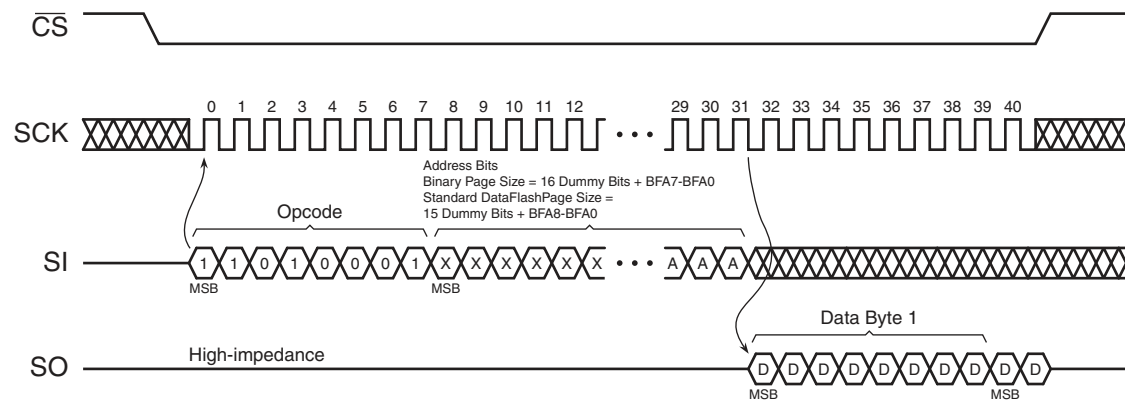 CS
0 1 2 3 4 5 6 7 8 9 10 11 12 29 30 31 32 33 34 35 36 37 38 39 40
SCK
Address Bits
Binary Page Size = 16 Dummy Bits + BFA7-BFA0
Standard DataFlashPage Size =
15 Dummy Bits + BFA8-BFA0
Opcode
SI 1 1 0 1 0 0 0 1 X X X X X X A A A
MSB MSB
Data Byte 1
High-impedance
SO D D D D D D D D D D
MSB MSB